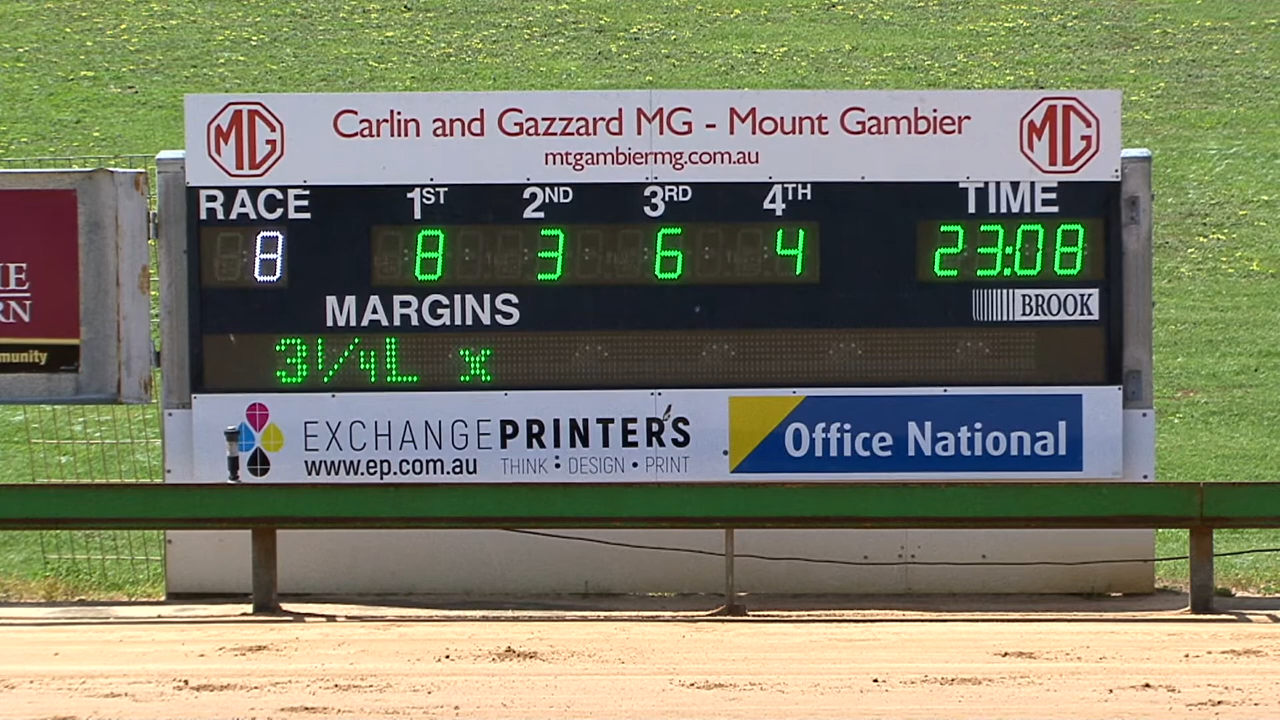 MG Carlin and Gazzard MG - Mount Gambier MG
mtgambiermg.com.au
RACE 1ST 2ND 3RD 4TH TIME
8 8 3 6 4 23:08
MARGINS BROOK
3 1/4L x
EXCHANGEPRINTERS
www.ep.com.au THINK : DESIGN • PRINT
Office National